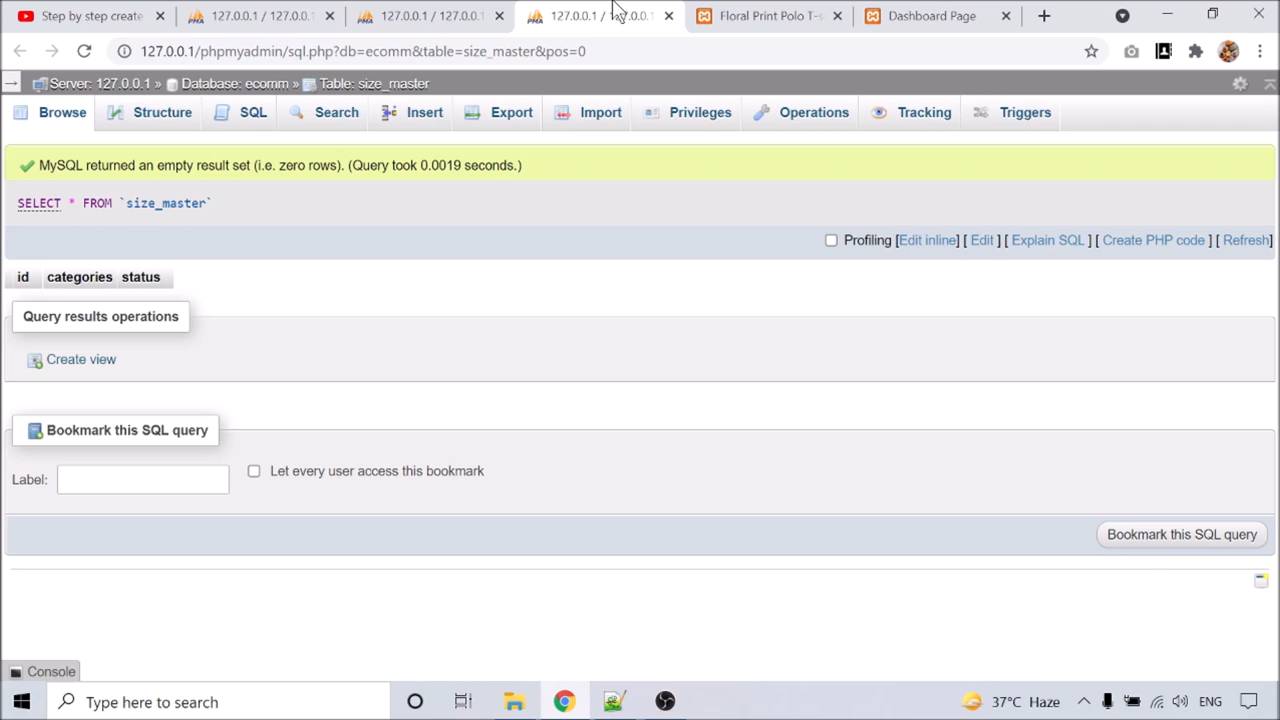 Step by step create
127.0.0.1 / 127.0.0.1
127.0.0.1 / 127.0.0.
127.0.0.1 /
Floral Print Polo T-s
Dashboard Page
127.0.0.1/phpmyadmin/sql.php?db=ecomm&table=size_master&pos=0
Server: 127.0.0.1 » Database: ecomm » Table: size_master
Browse Structure SQL Search Insert Export Import Privileges Operations Tracking Triggers
MySQL returned an empty result set (i.e. zero rows). (Query took 0.0019 seconds.)
SELECT * FROM `size_master`
Profiling [Edit inline] [ Edit ] [ Explain SQL ] [ Create PHP code ] [ Refresh]
id categories status
Query results operations
Create view
Bookmark this SQL query
Label:
Let every user access this bookmark
Bookmark this SQL query
Console
Type here to search
37°C Haze
ENG